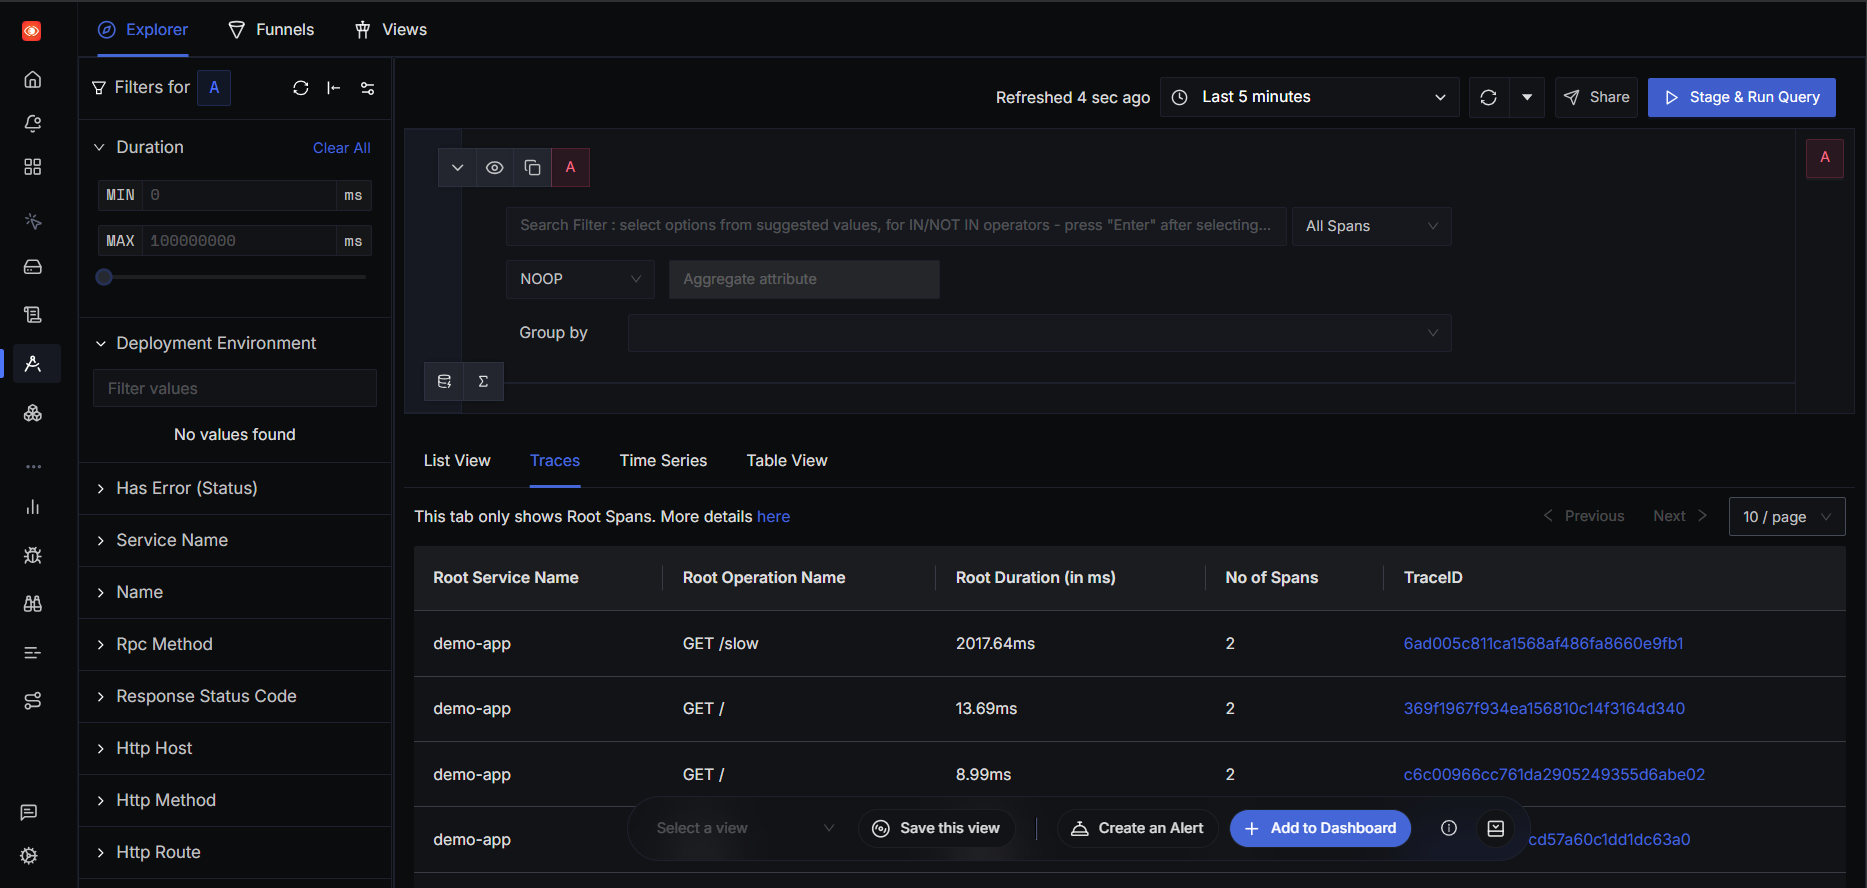 Explorer
Funnels
Views
Filters for A
Duration
Clear All
MIN 0 ms
MAX 100000000 ms
Deployment Environment
Filter values
No values found
Has Error (Status)
Service Name
Name
Rpc Method
Response Status Code
Http Host
Http Method
Http Route
Refreshed 4 sec ago
Last 5 minutes
Share
Stage & Run Query
A
A
Search Filter : select options from suggested values, for IN/NOT IN operators - press "Enter" after selecting...
All Spans
NOOP
Aggregate attribute
Group by
Σ
List View
Traces
Time Series
Table View
This tab only shows Root Spans. More details here
Previous
Next
10 / page
Root Service Name Root Operation Name Root Duration (in ms) No of Spans TraceID
demo-app GET /slow 2017.64ms 2 6ad005c811ca1568af486fa8660e9fb1
demo-app GET / 13.69ms 2 369f1967f934ea156810c14f3164d340
demo-app GET / 8.99ms 2 c6c00966cc761da2905249355d6abe02
demo-app cd57a60c1dd1dc63a0
Select a view
Save this view
Create an Alert
Add to Dashboard